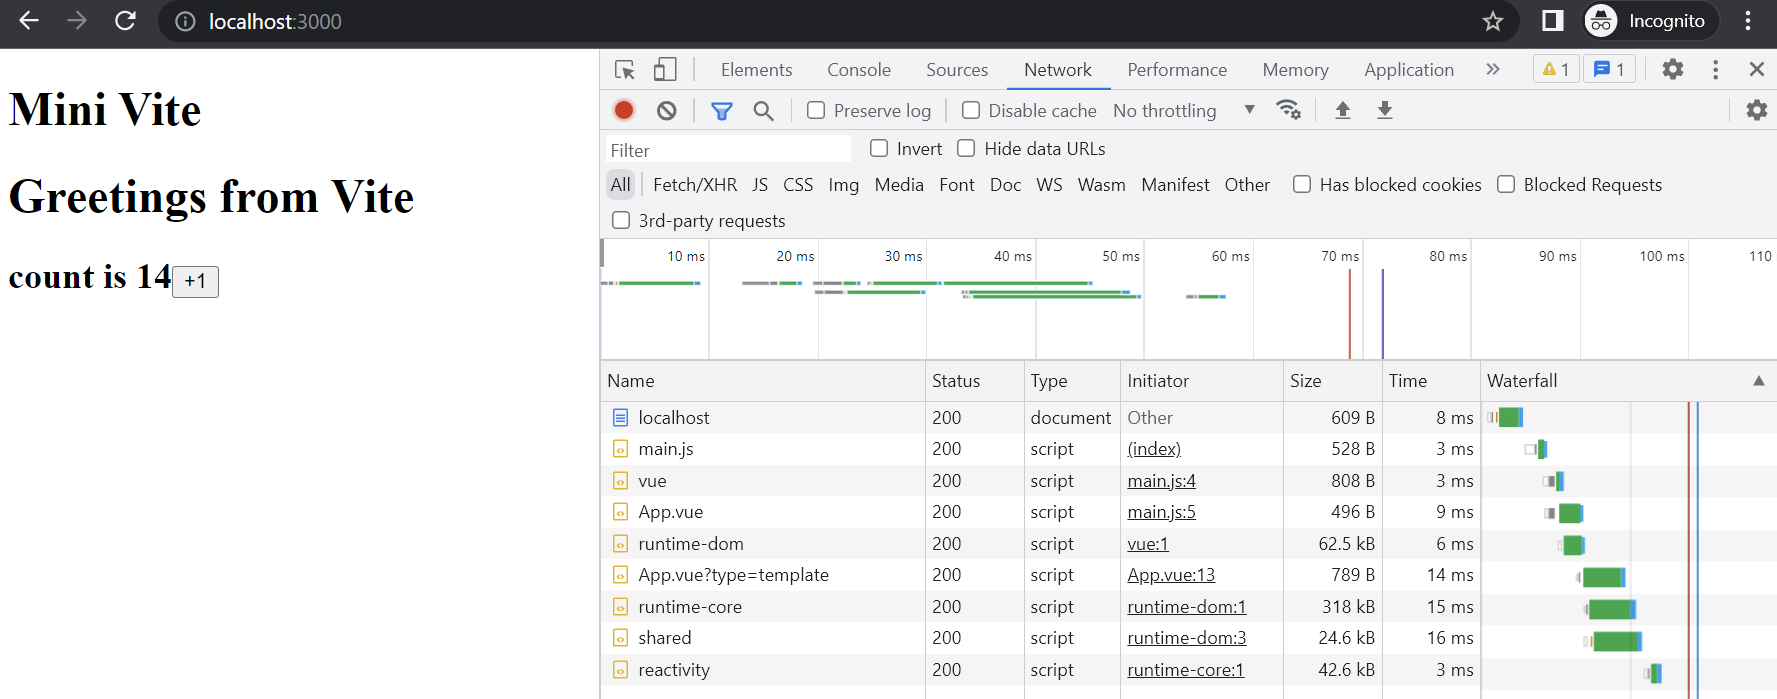 localhost:3000 Incognito
Mini Vite
Greetings from Vite
count is 14 +1
Elements Console Sources Network Performance Memory Application 1 1
Preserve log Disable cache No throttling
Filter Invert Hide data URLs
All Fetch/XHR JS CSS Img Media Font Doc WS Wasm Manifest Other Has blocked cookies Blocked Requests
3rd-party requests
10 ms 20 ms 30 ms 40 ms 50 ms 60 ms 70 ms 80 ms 90 ms 100 ms 110
Name Status Type Initiator Size Time Waterfall
localhost 200 document Other 609 B 8 ms
main.js 200 script (index) 528 B 3 ms
vue 200 script main.js:4 808 B 3 ms
App.vue 200 script main.js:5 496 B 9 ms
runtime-dom 200 script vue:1 62.5 kB 6 ms
App.vue?type=template 200 script App.vue:13 789 B 14 ms
runtime-core 200 script runtime-dom:1 318 kB 15 ms
shared 200 script runtime-dom:3 24.6 kB 16 ms
reactivity 200 script runtime-core:1 42.6 kB 3 ms